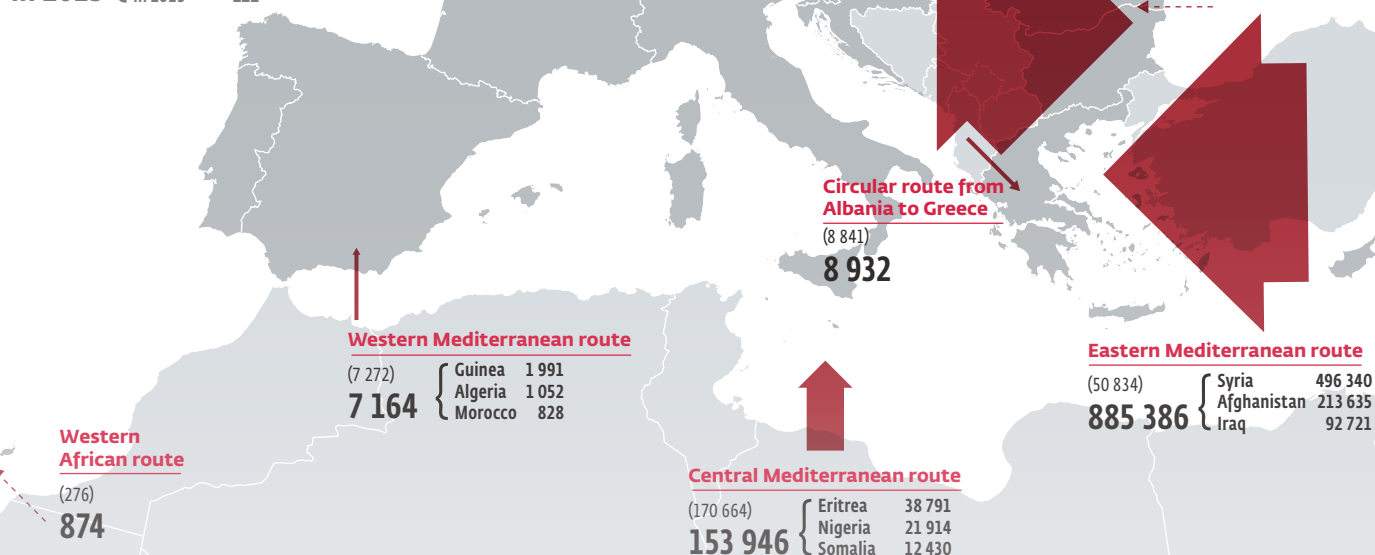 Circular route from
Albania to Greece
(8 841)
8 932
Western Mediterranean route
(7 272)
7 164
Guinea 1 991
Algeria 1 052
Morocco 828
Eastern Mediterranean route
(50 834)
885 386
Syria 496 340
Afghanistan 213 635
Iraq 92 721
Western
African route
(276)
874
Central Mediterranean route
(170 664)
153 946
Eritrea 38 791
Nigeria 21 914
Somalia 12 430